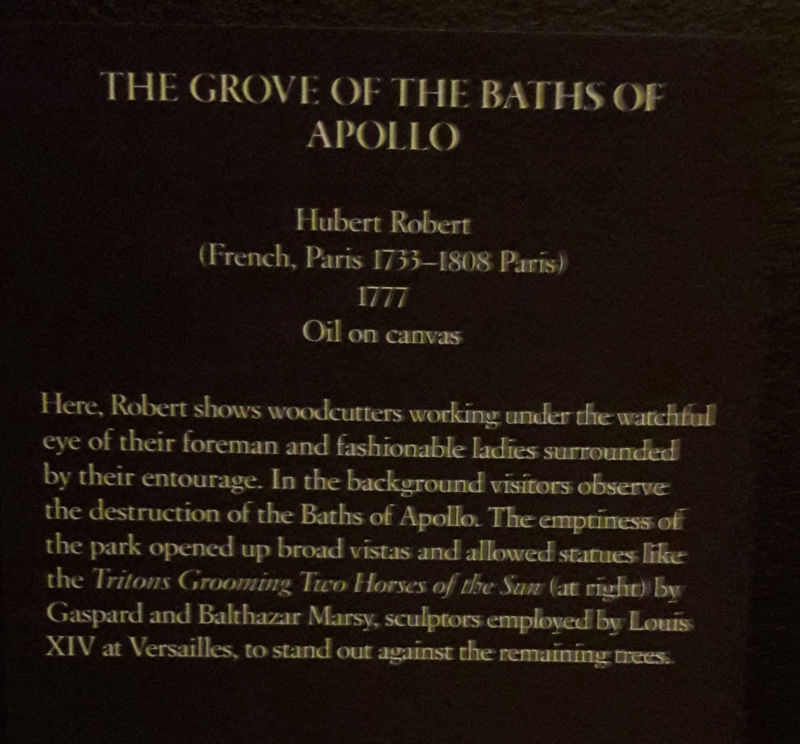 THE GROVE OF THE BATHS OF
APOLLO
Hubert Robert
(French, Paris 1733–1808 Paris)
1777
Oil on canvas
Here, Robert shows woodcutters working under the watchful
eye of their foreman and fashionable ladies surrounded
by their entourage. In the background visitors observe
the destruction of the Baths of Apollo. The emptiness of
the park opened up broad vistas and allowed statues like
the Tritons Grooming Two Horses of the Sun (at right) by
Gaspard and Balthazar Marsy, sculptors employed by Louis
XIV at Versailles, to stand out against the remaining trees.